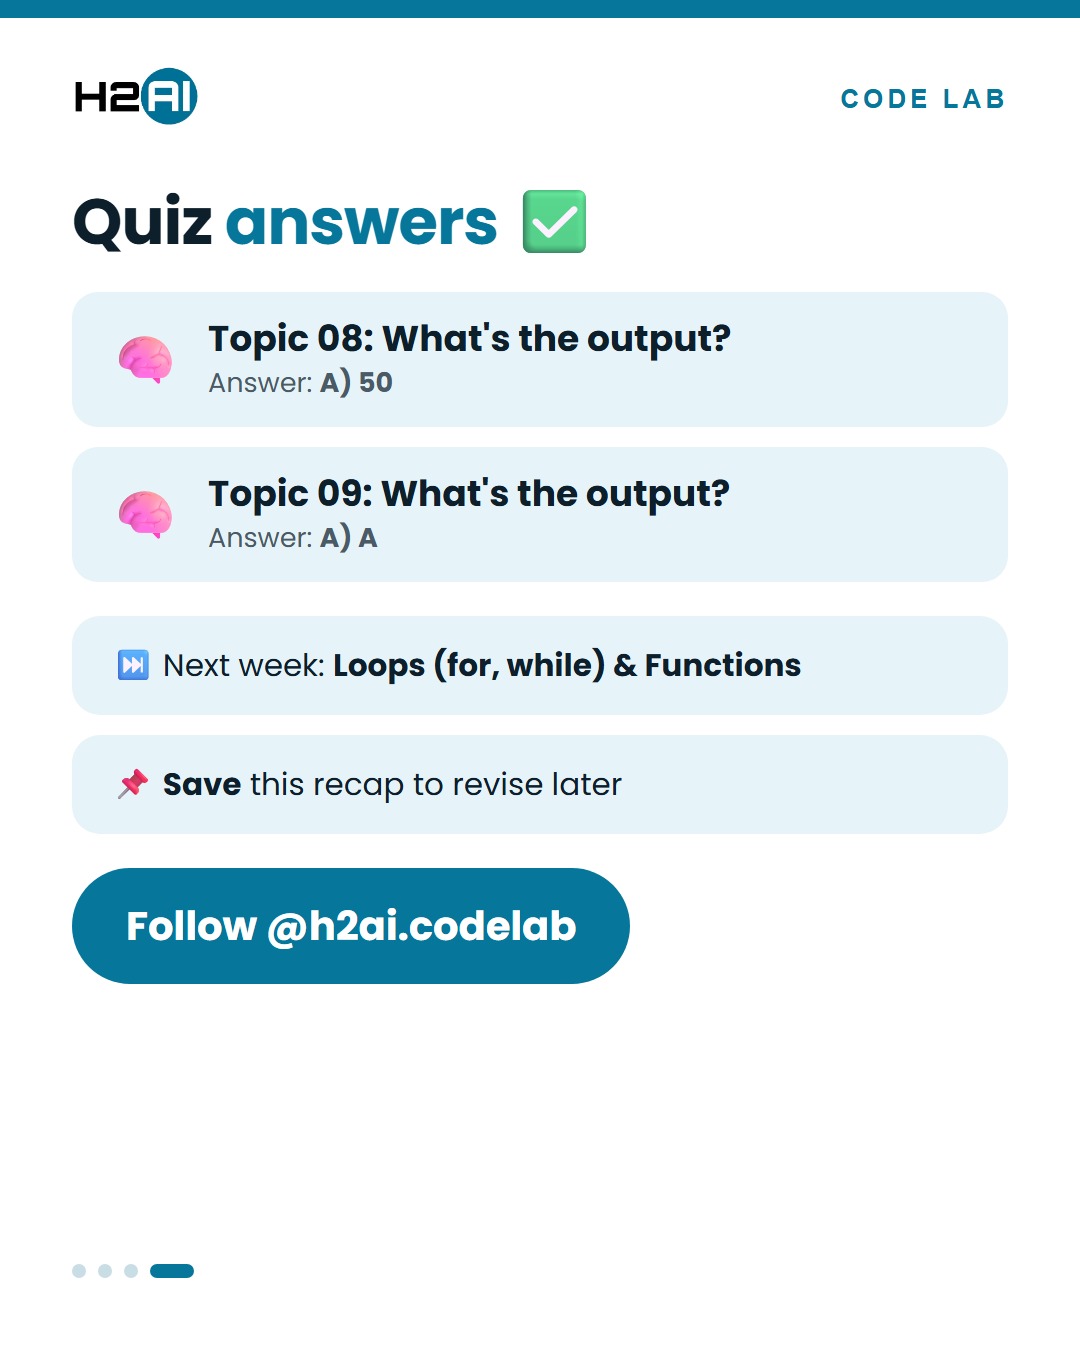 H2AI
CODE LAB
Quiz answers
Topic 08: What's the output?
Answer: A) 50
Topic 09: What's the output?
Answer: A) A
Next week: Loops (for, while) & Functions
Save this recap to revise later
Follow @h2ai.codelab